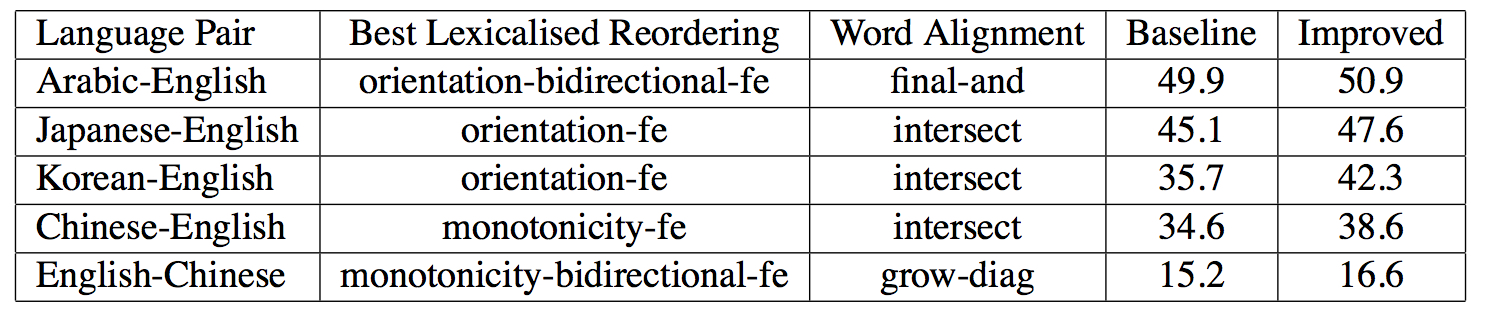 Language Pair Best Lexicalised Reordering Word Alignment Baseline Improved
Arabic-English orientation-bidirectional-fe final-and 49.9 50.9
Japanese-English orientation-fe intersect 45.1 47.6
Korean-English orientation-fe intersect 35.7 42.3
Chinese-English monotonicity-fe intersect 34.6 38.6
English-Chinese monotonicity-bidirectional-fe grow-diag 15.2 16.6